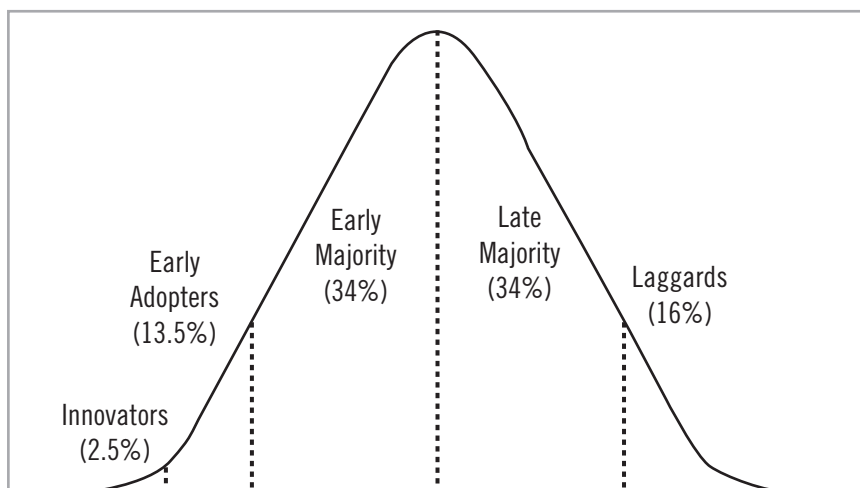 Innovators
(2.5%)
Early
Adopters
(13.5%)
Early
Majority
(34%)
Late
Majority
(34%)
Laggards
(16%)